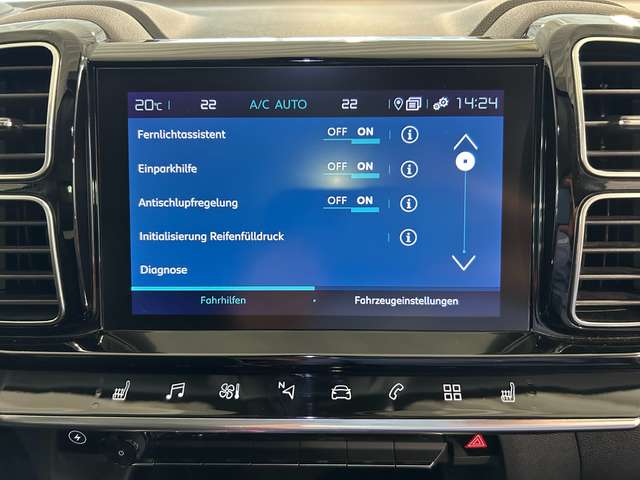 20°C 22 A/C AUTO 22 14:24
Fernlichtassistent OFF ON
Einparkhilfe OFF ON
Antischlupfregelung OFF ON
Initialisierung Reifenfülldruck
Diagnose
Fahrhilfen Fahrzeugeinstellungen
N